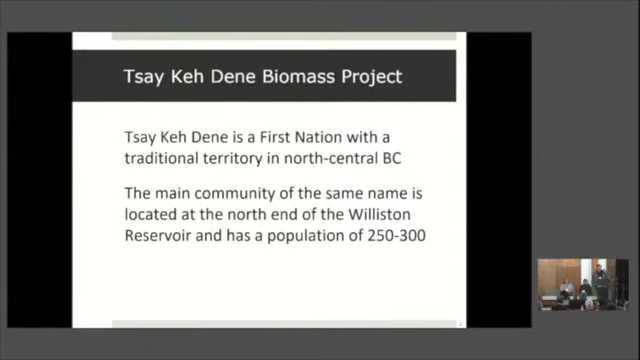 Tsay Keh Dene Biomass Project
Tsay Keh Dene is a First Nation with a
traditional territory in north-central BC
The main community of the same name is
located at the north end of the Williston
Reservoir and has a population of 250-300